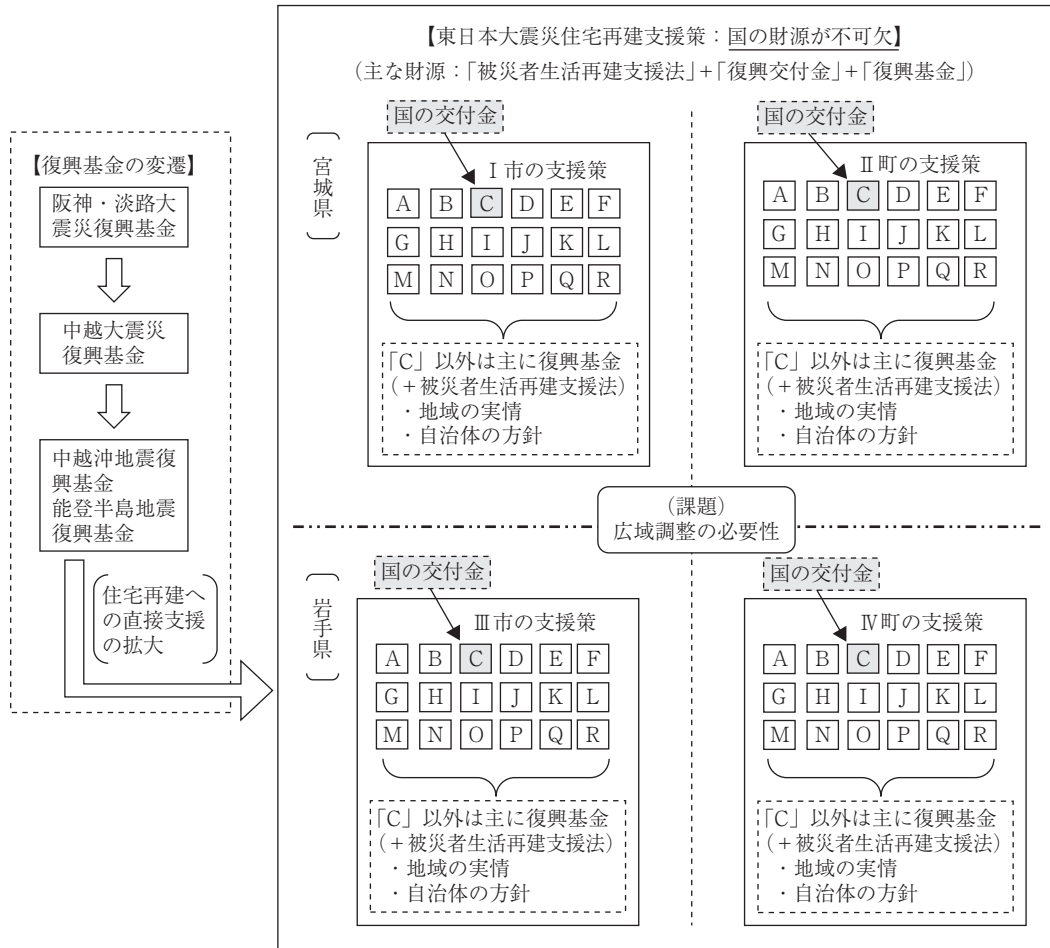 【復興基金の変遷】
阪神・淡路大
震災復興基金
中越大震災
復興基金
中越沖地震復
興基金
能登半島地震
復興基金
住宅再建へ
の直接支援
の拡大
【東日本大震災住宅再建支援策：国の財源が不可欠】
（主な財源：「被災者生活再建支援法」＋「復興交付金」＋「復興基金」）
宮城県
国の交付金
Ⅰ市の支援策
A B C D E F
G H I J K L
M N O P Q R
「C」以外は主に復興基金
（＋被災者生活再建支援法）
・地域の実情
・自治体の方針
国の交付金
Ⅱ町の支援策
A B C D E F
G H I J K L
M N O P Q R
「C」以外は主に復興基金
（＋被災者生活再建支援法）
・地域の実情
・自治体の方針
（課題）
広域調整の必要性
岩手県
国の交付金
Ⅲ市の支援策
A B C D E F
G H I J K L
M N O P Q R
「C」以外は主に復興基金
（＋被災者生活再建支援法）
・地域の実情
・自治体の方針
国の交付金
Ⅳ町の支援策
A B C D E F
G H I J K L
M N O P Q R
「C」以外は主に復興基金
（＋被災者生活再建支援法）
・地域の実情
・自治体の方針